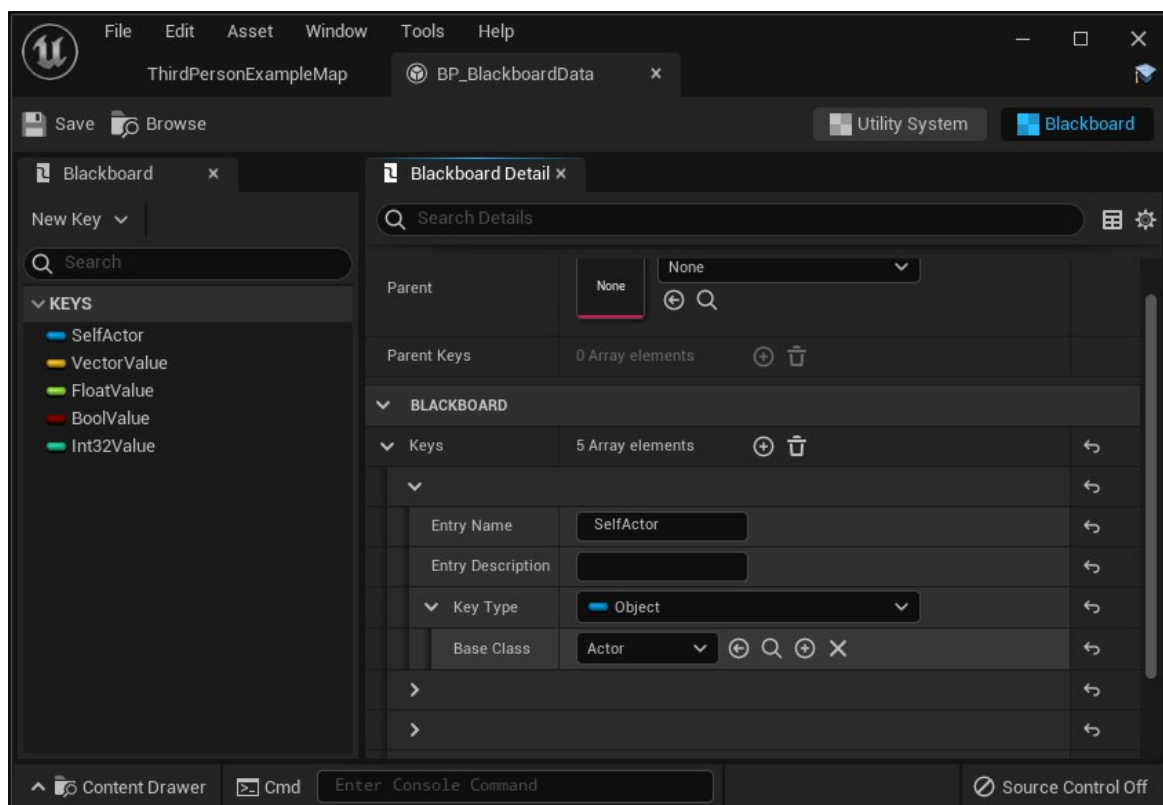 File Edit Asset Window Tools Help
ThirdPersonExampleMap BP_BlackboardData
Save Browse Utility System Blackboard
Blackboard Blackboard Detail
New Key Search Details
Search
KEYS
SelfActor
VectorValue
FloatValue
BoolValue
Int32Value
None
Parent None
Parent Keys 0 Array elements
BLACKBOARD
Keys 5 Array elements
Entry Name SelfActor
Entry Description
Key Type Object
Base Class Actor
Content Drawer Cmd Enter Console Command Source Control Off